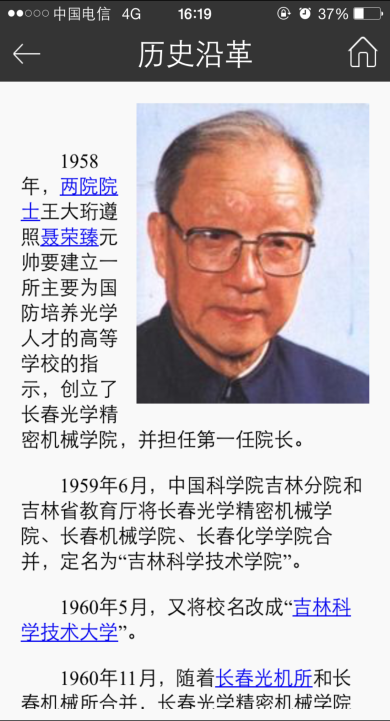 中国电信 4G 16:19 37%
历史沿革
1958
年，两院院
士王大珩遵
照聂荣臻元
帅要建立一
所主要为国
防培养光学
人才的高等
学校的指
示，创立了
长春光学精
密机械学院，并担任第一任院长。
1959年6月，中国科学院吉林分院和
吉林省教育厅将长春光学精密机械学
院、长春机械学院、长春化学学院合
并，定名为“吉林科学技术学院”。
1960年5月，又将校名改成“吉林科
学技术大学”。
1960年11月，随着长春光机所和长
春机械所合并，长春光学精密机械学院